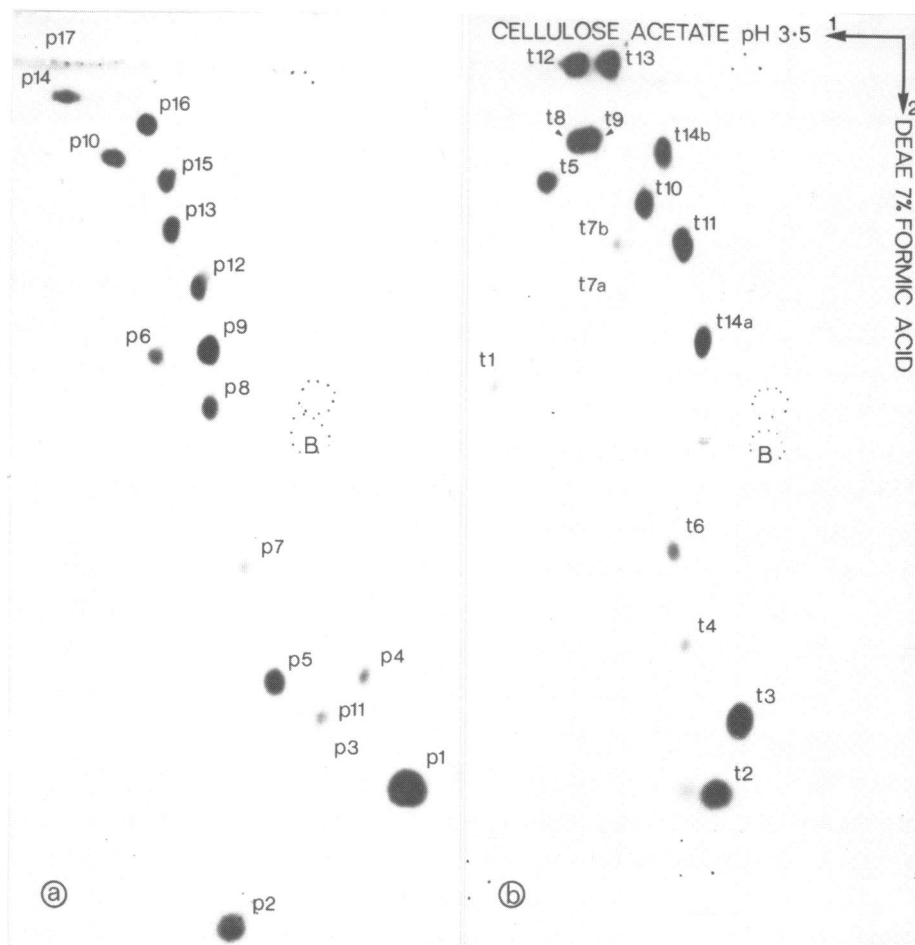 p17
p14
p16
p10
p15
p13
p12
p6
p9
p8
B
p7
p5
p4
p11
p3
p1
p2
a
CELLULOSE ACETATE pH 3·5
1
2
DEAE 7% FORMIC ACID
t12
t13
t8
t9
t14b
t5
t10
t11
t7b
t7a
t14a
t1
B
t6
t4
t3
t2
b